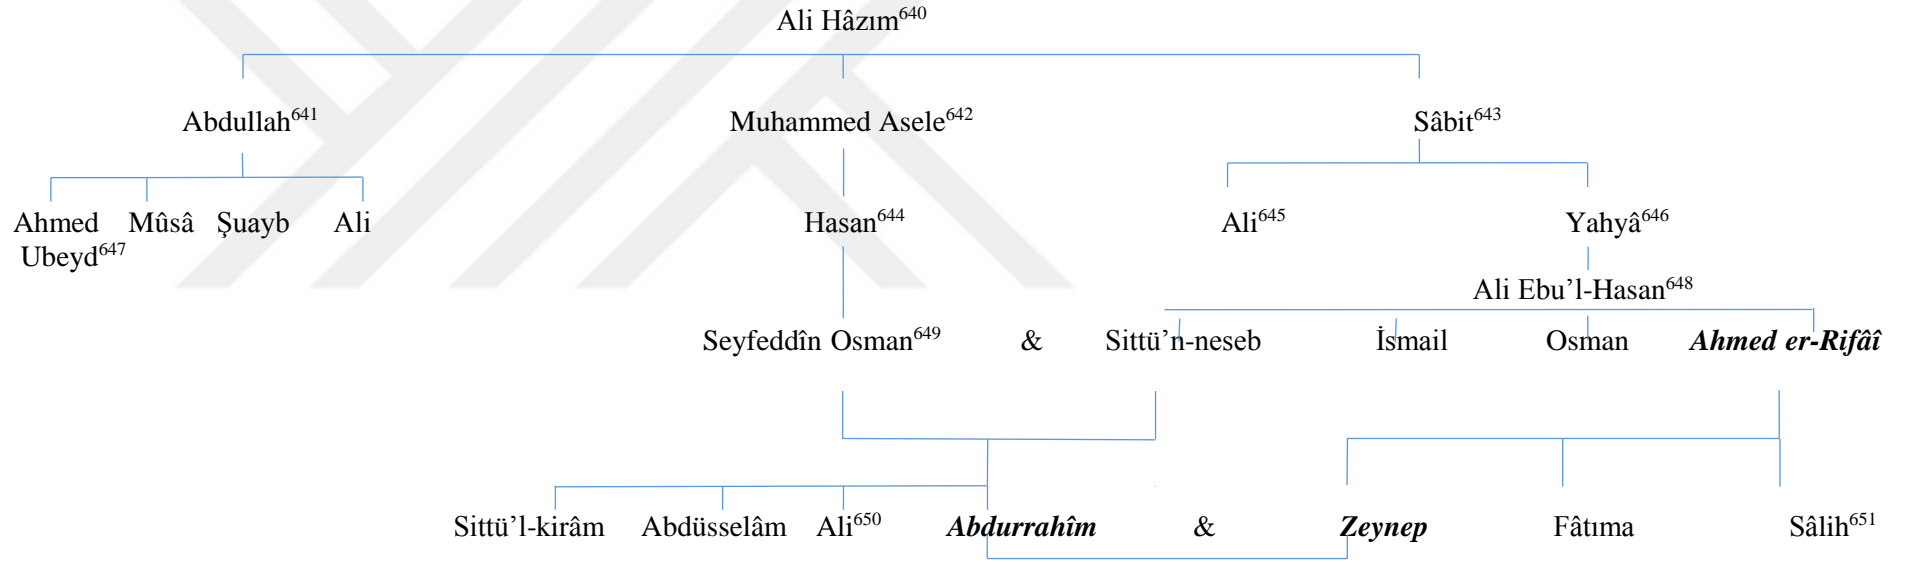 Ali Hâzım640
Abdullah641 Muhammed Asele642 Sâbit643
Ahmed Mûsâ Şuayb Ali Hasan644 Ali645 Yahyâ646
Ubeyd647
Ali Ebu’l-Hasan648
Seyfeddîn Osman649 & Sittü’n-neseb İsmail Osman Ahmed er-Rifâî
Sittü’l-kirâm Abdüsselâm Ali650 Abdurrahîm & Zeynep Fâtıma Sâlih651